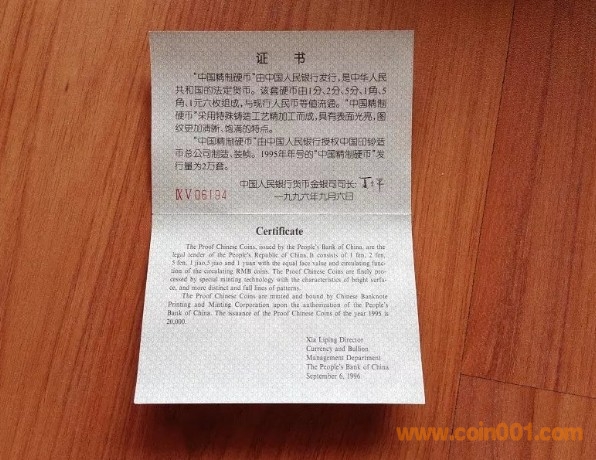 证 书
“中国精制硬币”由中国人民银行发行，是中华人民
共和国的法定货币。该套硬币由1分、2分、5分、1角、5
角、1元六枚组成，与现行人民币等值流通。“中国精制
硬币”采用特殊铸造工艺精加工而成，具有表面光亮，图
纹更加清晰、饱满的特点。
“中国精制硬币”由中国人民银行授权中国印钞造
币总公司制造，装帧。1995年年号的“中国精制硬币”发
行量为2万套。
中国人民银行货币金银司司长：
ⅨV 06194
一九九六年九月六日
Certificate
The Proof Chinese Coins, issued by the People's Bank of China, are the
legal tender of the People's Republic of China. It consists of 1 fen, 2 fen,
5 fen, 1 jiao,5 jiao and 1 yuan with the equal face value and circulating func-
tion of the circulating RMB coins. The Proof Chinese Coins are finely pro-
cessed by special minting technology with the characteristics of bright surfa-
ce, and more distinct and full lines of patterns.
The Proof Chinese Coins are minted and bound by Chinese Banknote
Printing and Minting Corporation upon the authorization of the People's
Bank of China. The issuance of the Proof Chinese Coins of the year 1995 is
20,000.
Xia Liping Director
Currency and Bullion
Management Department
The People's Bank of China
September 6, 1996
www.coin001.com